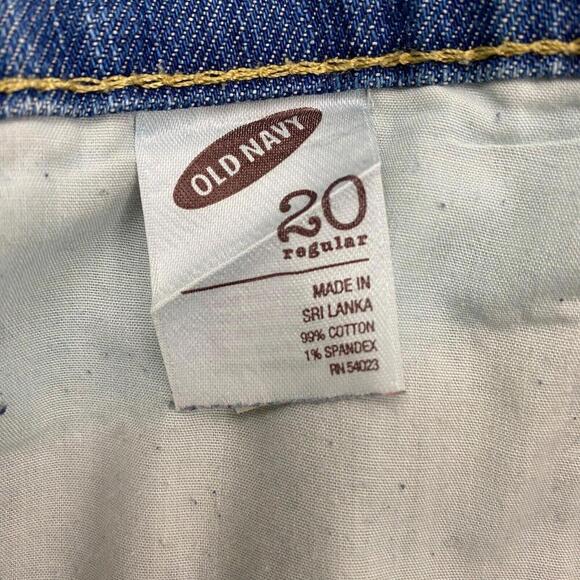 OLD NAVY
20
regular
MADE IN
SRI LANKA
99% COTTON
1% SPANDEX
RN 54023